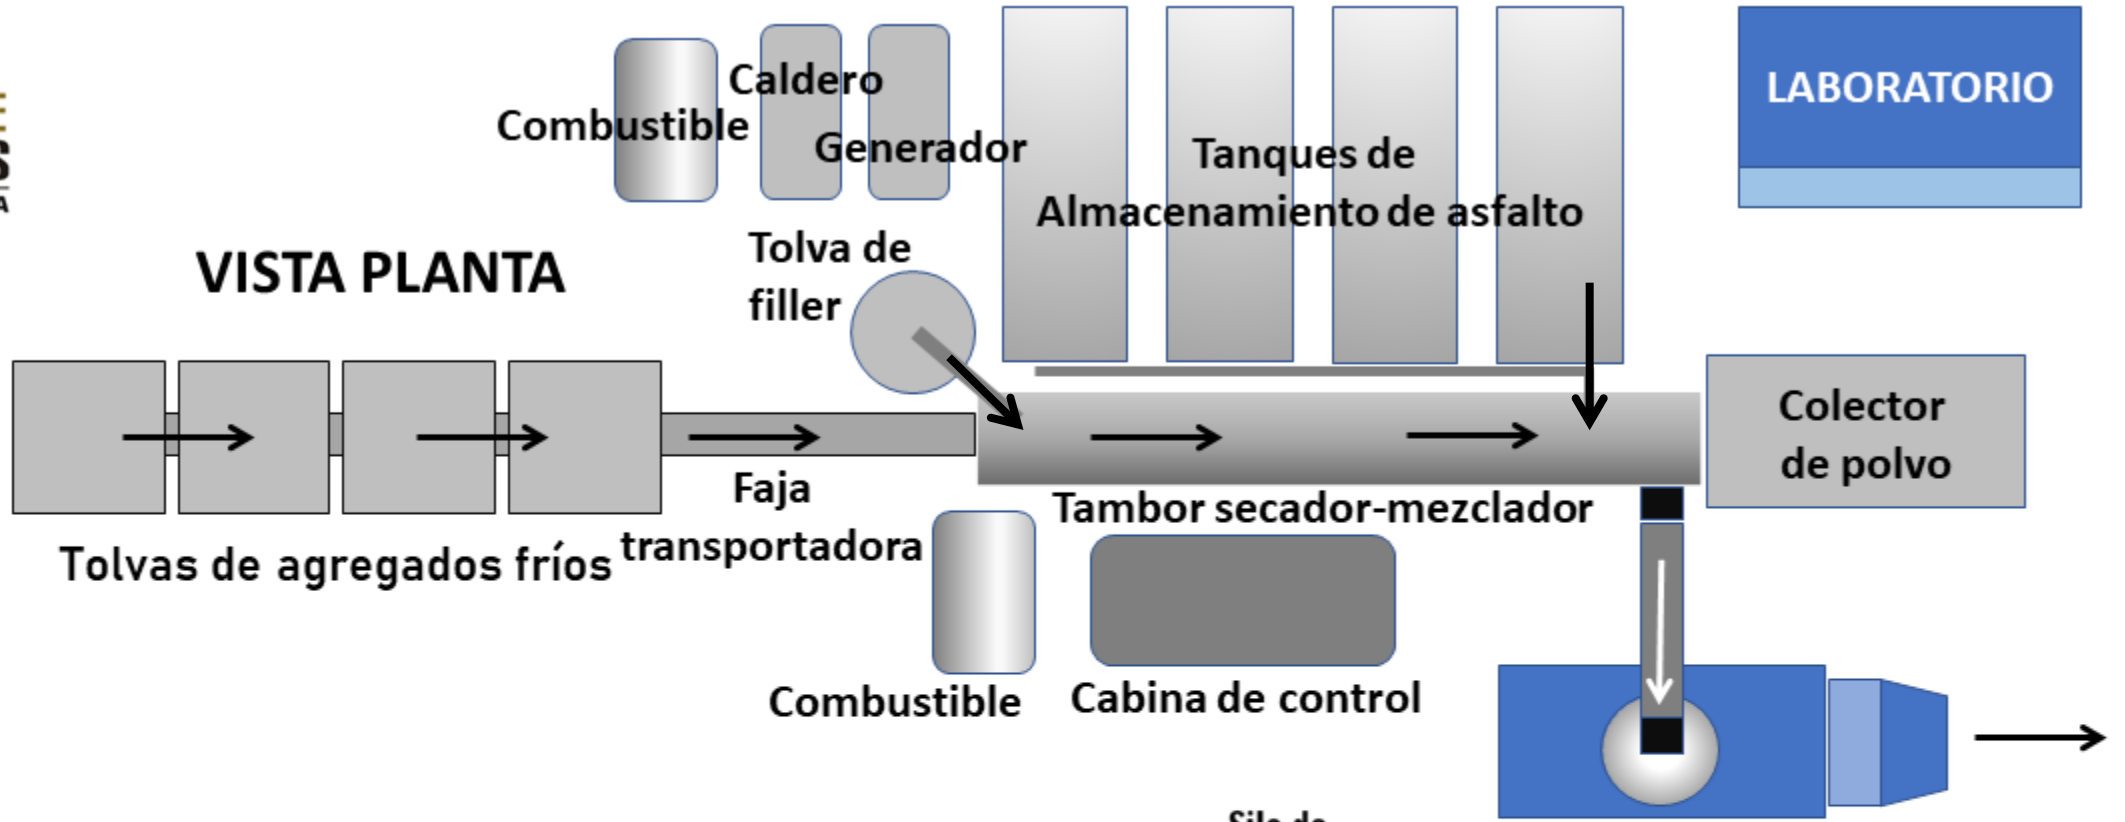 Caldero
Combustible
Generador
Tanques de
Almacenamiento de asfalto
LABORATORIO
Tolva de
filler
VISTA PLANTA
Colector
de polvo
Faja
transportadora
Tolvas de agregados fríos
Tambor secador-mezclador
Combustible
Cabina de control